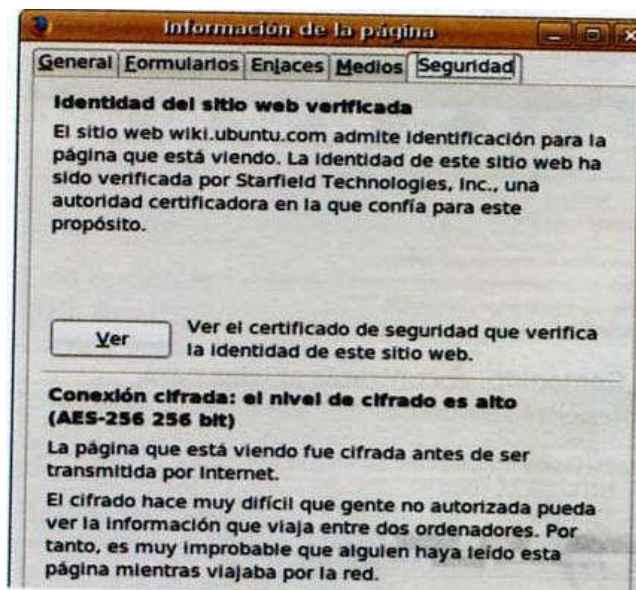 Información de la página
General Formularios Enlaces Medios Seguridad
Identidad del sitio web verificada
El sitio web wiki.ubuntu.com admite identificación para la
página que está viendo. La identidad de este sitio web ha
sido verificada por Starfield Technologies, Inc., una
autoridad certificadora en la que confía para este
propósito.
Ver
Ver el certificado de seguridad que verifica
la identidad de este sitio web.
Conexión cifrada: el nivel de cifrado es alto
(AES-256 256 bit)
La página que está viendo fue cifrada antes de ser
transmitida por Internet.
El cifrado hace muy difícil que gente no autorizada pueda
ver la información que viaja entre dos ordenadores. Por
tanto, es muy improbable que alguien haya leído esta
página mientras viajaba por la red.